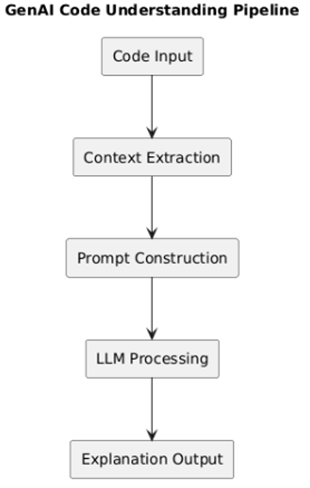 GenAI Code Understanding Pipeline
Code Input
Context Extraction
Prompt Construction
LLM Processing
Explanation Output